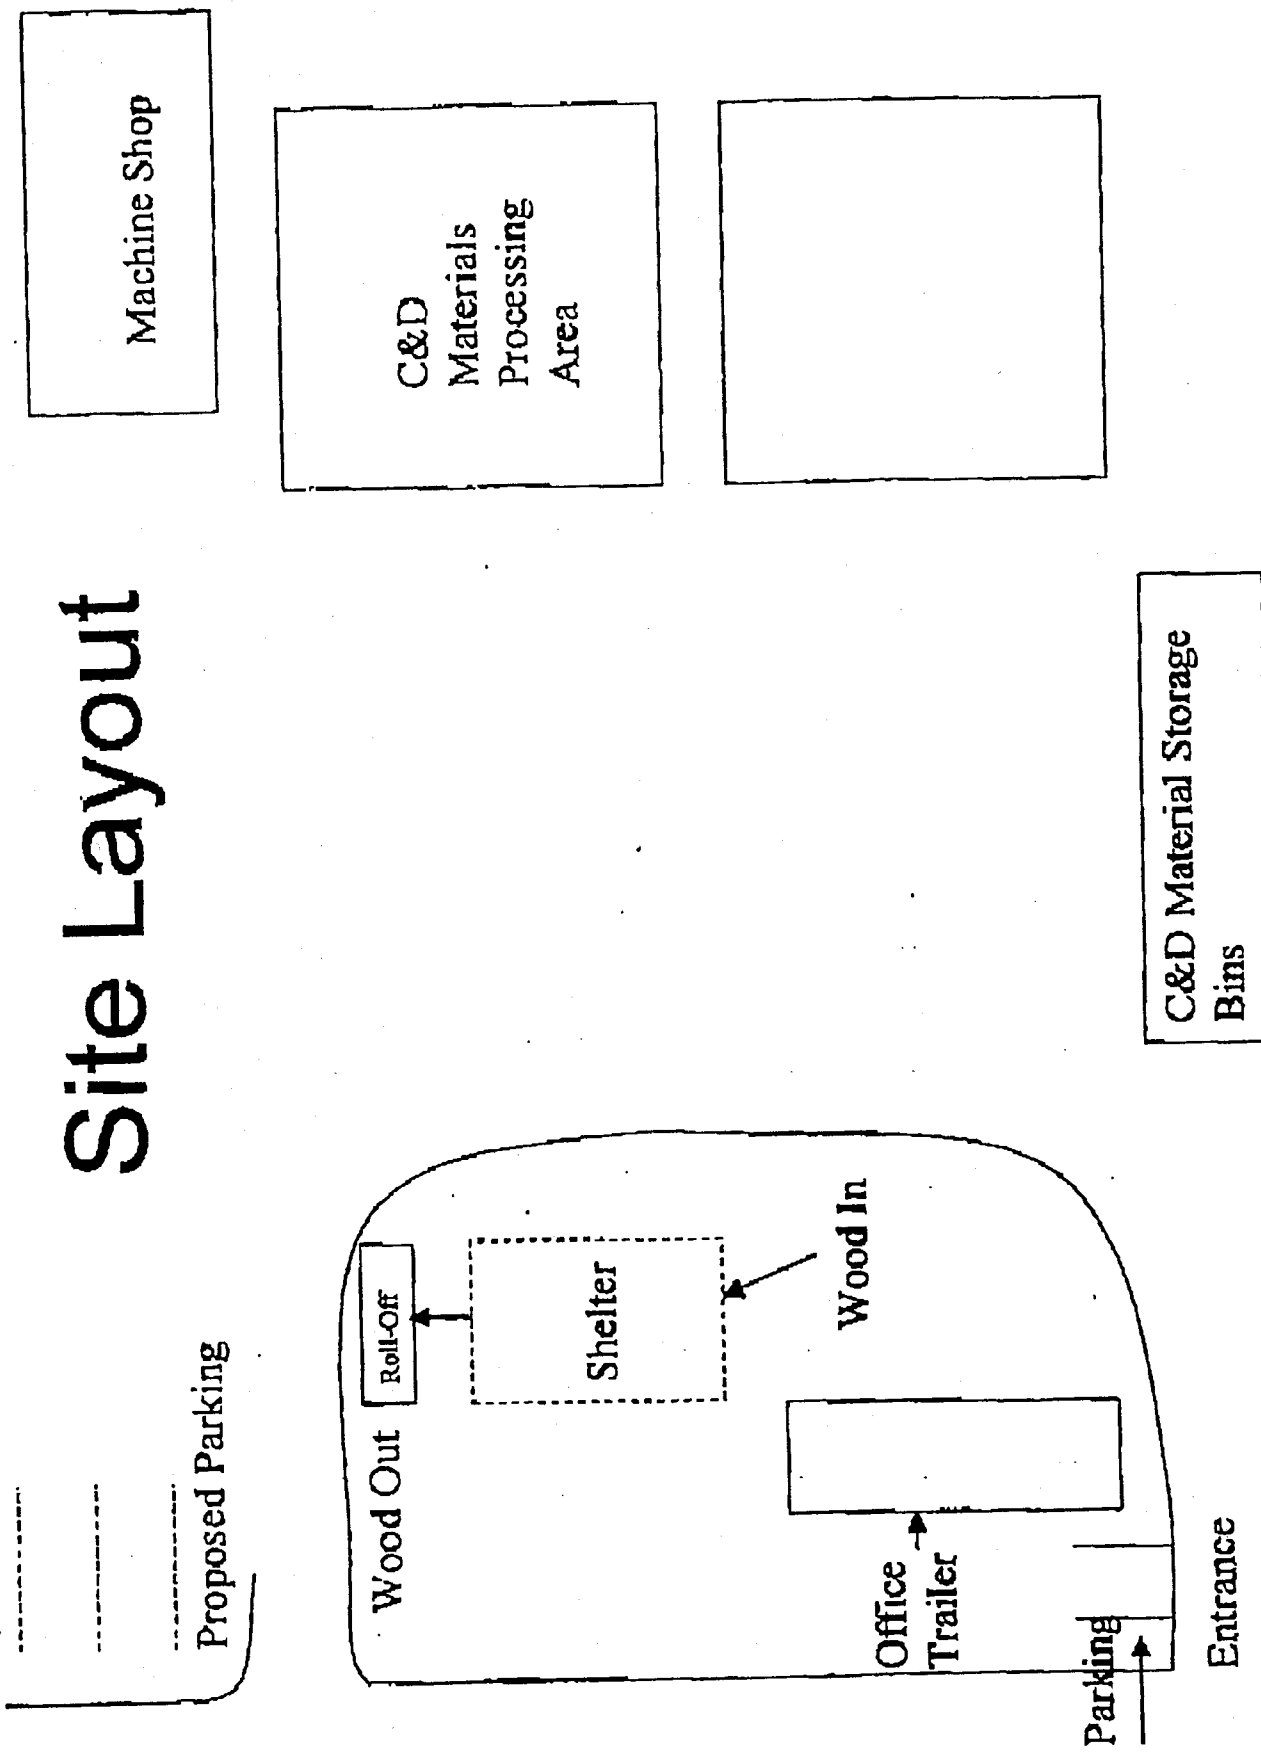 Site Layout
Machine Shop
C&D
Materials
Processing
Area
C&D Material Storage
Bins
Proposed Parking
Wood Out
Roll-Off
Shelter
Wood In
Office
Trailer
Parking
Entrance